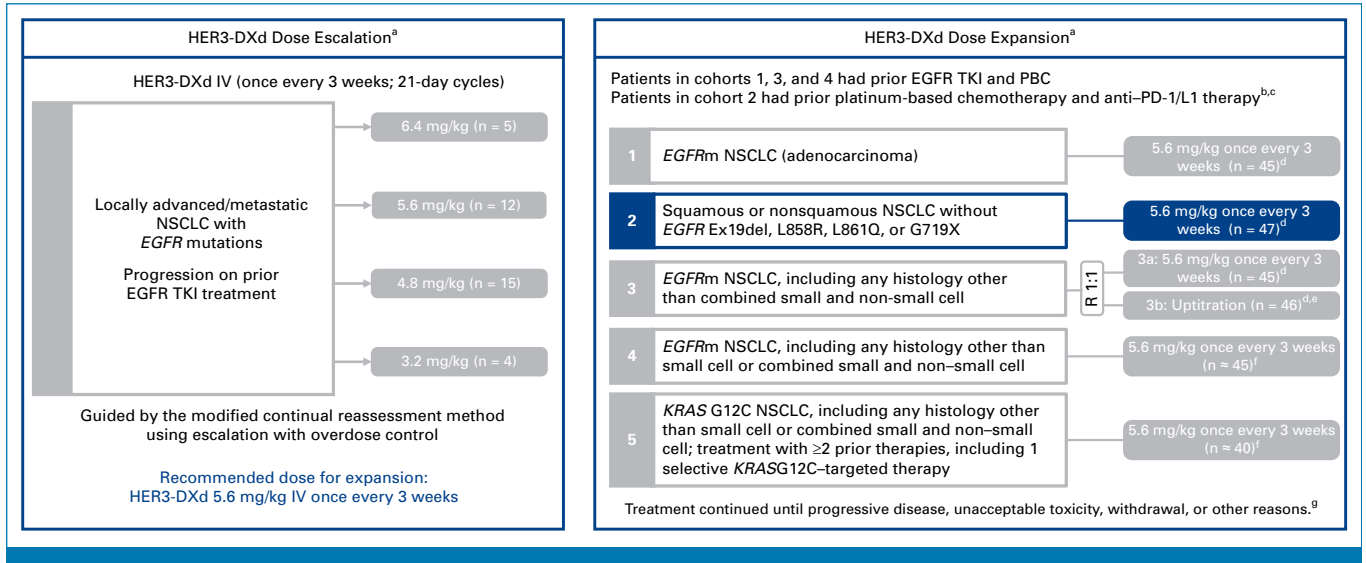 HER3-DXd Dose Escalationa
HER3-DXd IV (once every 3 weeks; 21-day cycles)
Locally advanced/metastatic
NSCLC with
EGFR mutations
Progression on prior
EGFR TKI treatment
6.4 mg/kg (n = 5)
5.6 mg/kg (n = 12)
4.8 mg/kg (n = 15)
3.2 mg/kg (n = 4)
Guided by the modified continual reassessment method
using escalation with overdose control
Recommended dose for expansion:
HER3-DXd 5.6 mg/kg IV once every 3 weeks
HER3-DXd Dose Expansiona
Patients in cohorts 1, 3, and 4 had prior EGFR TKI and PBC
Patients in cohort 2 had prior platinum-based chemotherapy and anti–PD-1/L1 therapyb,c
1
EGFRm NSCLC (adenocarcinoma)
5.6 mg/kg once every 3
weeks (n = 45)d
2
Squamous or nonsquamous NSCLC without
EGFR Ex19del, L858R, L861Q, or G719X
5.6 mg/kg once every 3
weeks (n = 47)d
3
EGFRm NSCLC, including any histology other
than combined small and non-small cell
R 1:1
3a: 5.6 mg/kg once every 3
weeks (n = 45)d
3b: Uptitration (n = 46)d,e
4
EGFRm NSCLC, including any histology other than
small cell or combined small and non–small cell
5.6 mg/kg once every 3 weeks
(n ≈ 45)f
5
KRAS G12C NSCLC, including any histology other
than small cell or combined small and non–small
cell; treatment with ≥2 prior therapies, including 1
selective KRASG12C–targeted therapy
5.6 mg/kg once every 3 weeks
(n ≈ 40)f
Treatment continued until progressive disease, unacceptable toxicity, withdrawal, or other reasons.g